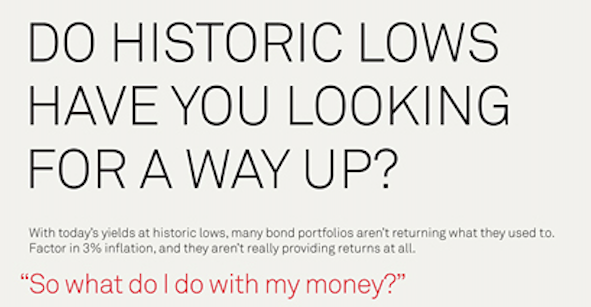 DO HISTORIC LOWS
HAVE YOU LOOKING
FOR A WAY UP?
With today's yields at historic lows, many bond portfolios aren't returning what they used to.
Factor in 3% inflation, and they aren't really providing returns at all.
“So what do I do with my money?”